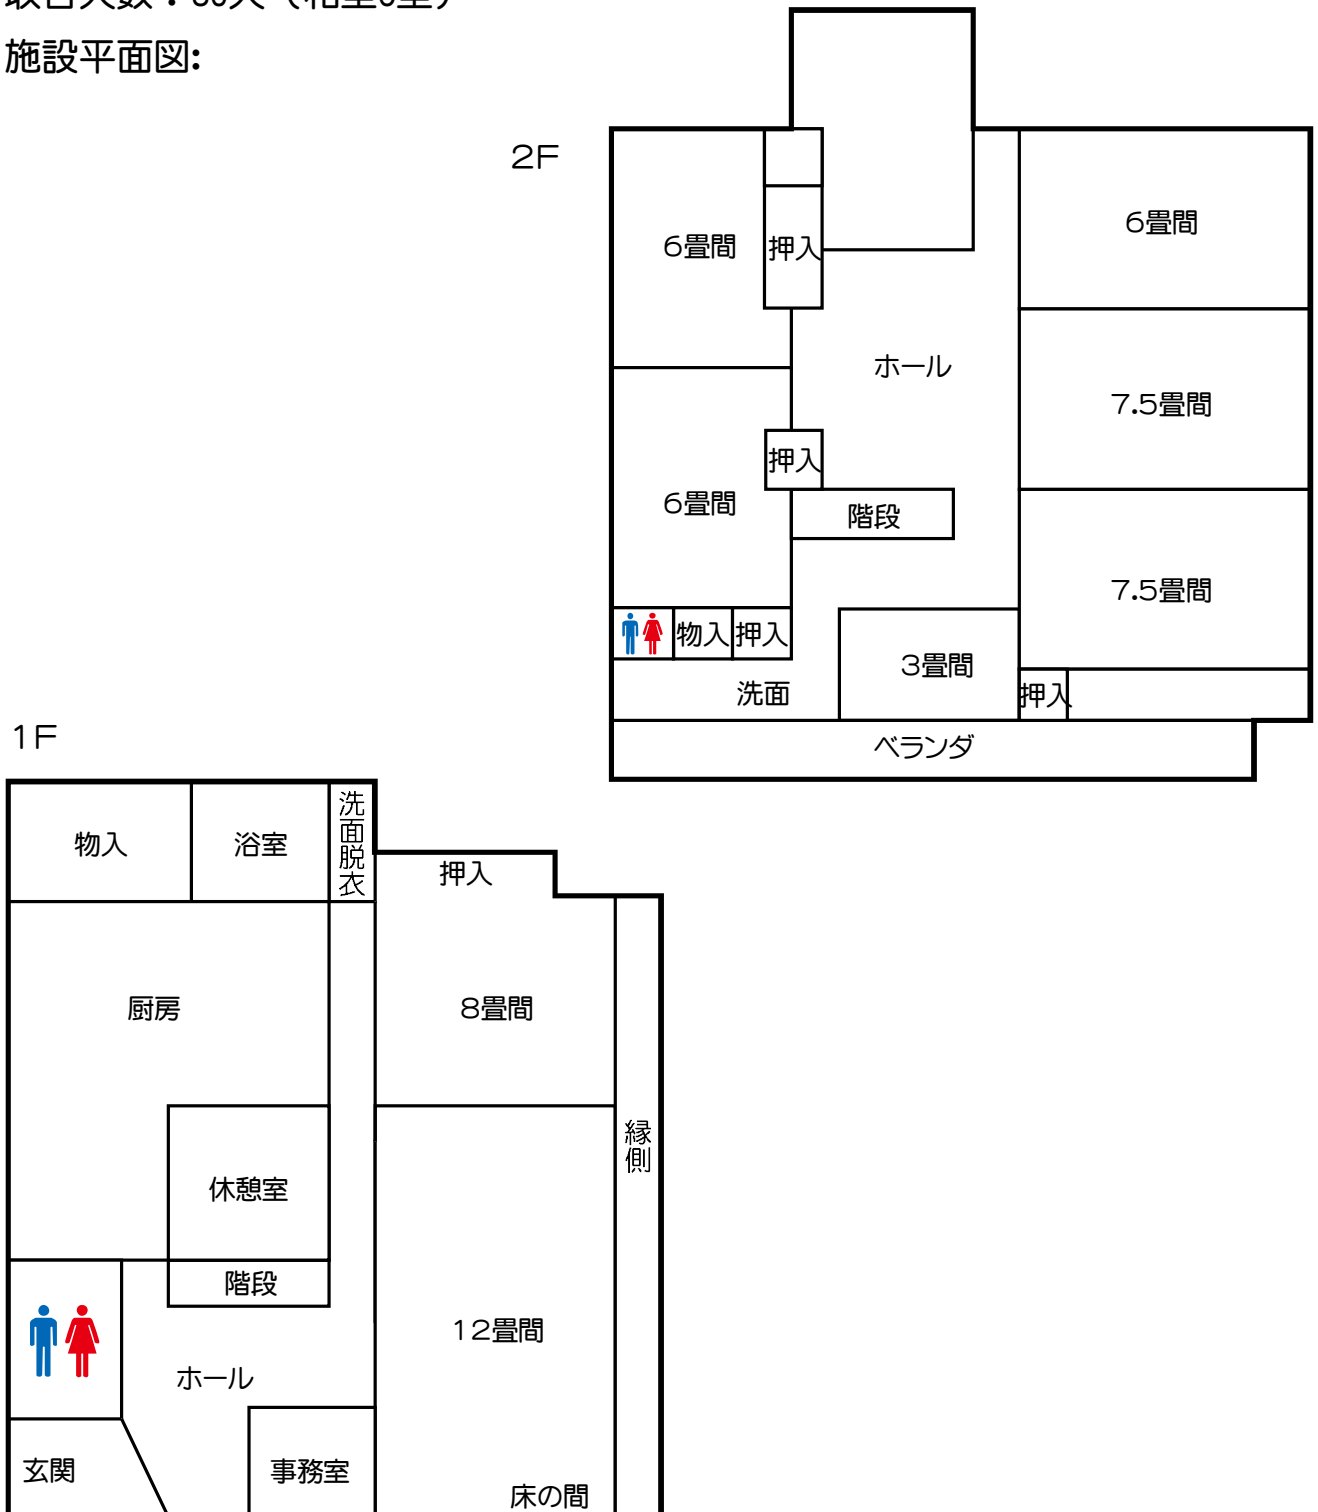 施設平面図:
2F
6畳間
押入
6畳間
ホール
7.5畳間
押入
6畳間
階段
7.5畳間
物入
押入
3畳間
洗面
押入
ベランダ
1F
物入
浴室
洗面脱衣
押入
厨房
8畳間
縁側
休憩室
階段
12畳間
ホール
玄関
事務室
床の間